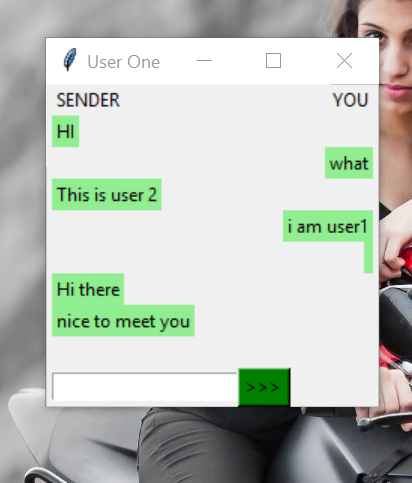 User One
SENDER YOU
HI
what
This is user 2
i am user1
Hi there
nice to meet you
>>>